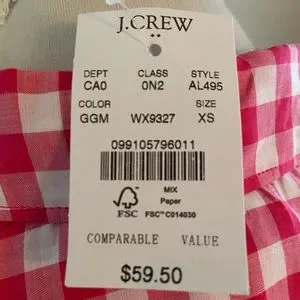 J.CREW
DEPT CLASS STYLE
CA0 0N2 AL495
COLOR SIZE
GGM WX9327 XS
099105796011
MIX
Paper
FSC FSC™ C014030
COMPARABLE VALUE
$59.50